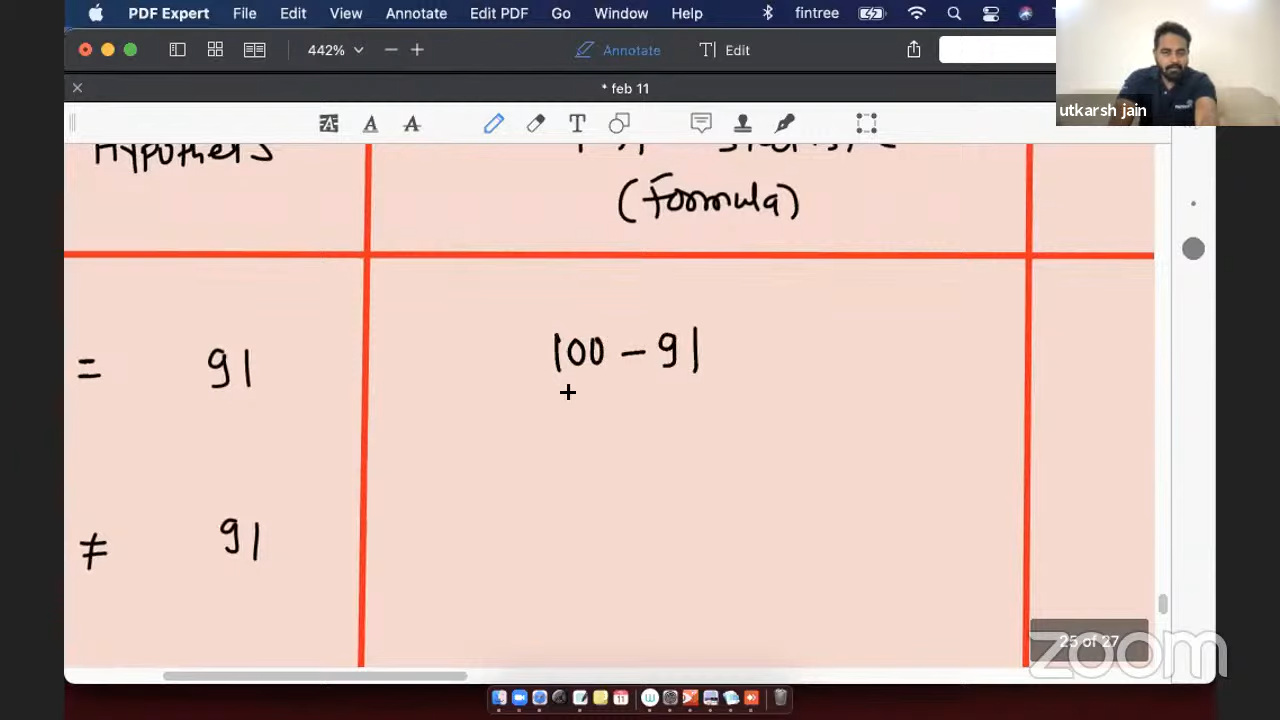 PDF Expert File Edit View Annotate Edit PDF Go Window Help fintree
442% Annotate T| Edit
* feb 11
utkarsh jain
Hypothesis
(Formula)
= 91
100 - 91
≠ 91
25 of 27
zoom